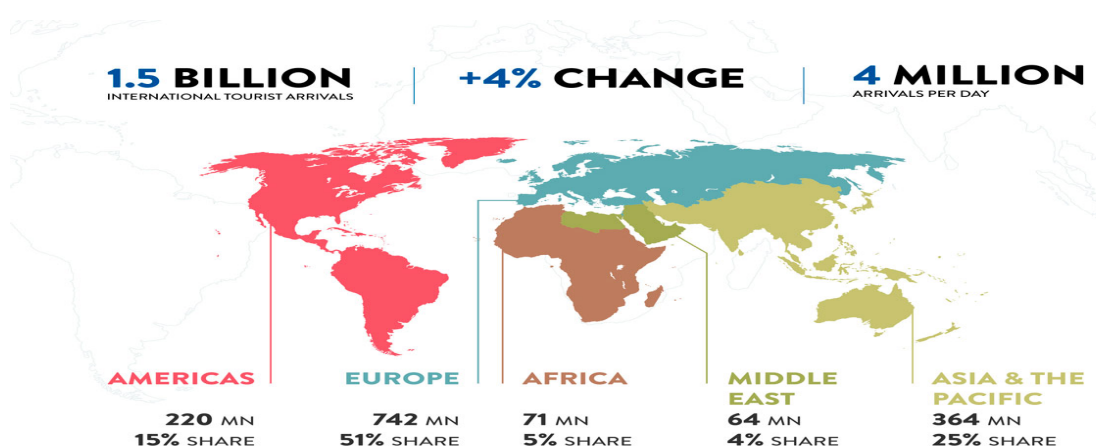 1.5 BILLION
INTERNATIONAL TOURIST ARRIVALS
+4% CHANGE
4 MILLION
ARRIVALS PER DAY
AMERICAS
220 MN
15% SHARE
EUROPE
742 MN
51% SHARE
AFRICA
71 MN
5% SHARE
MIDDLE
EAST
64 MN
4% SHARE
ASIA & THE
PACIFIC
364 MN
25% SHARE